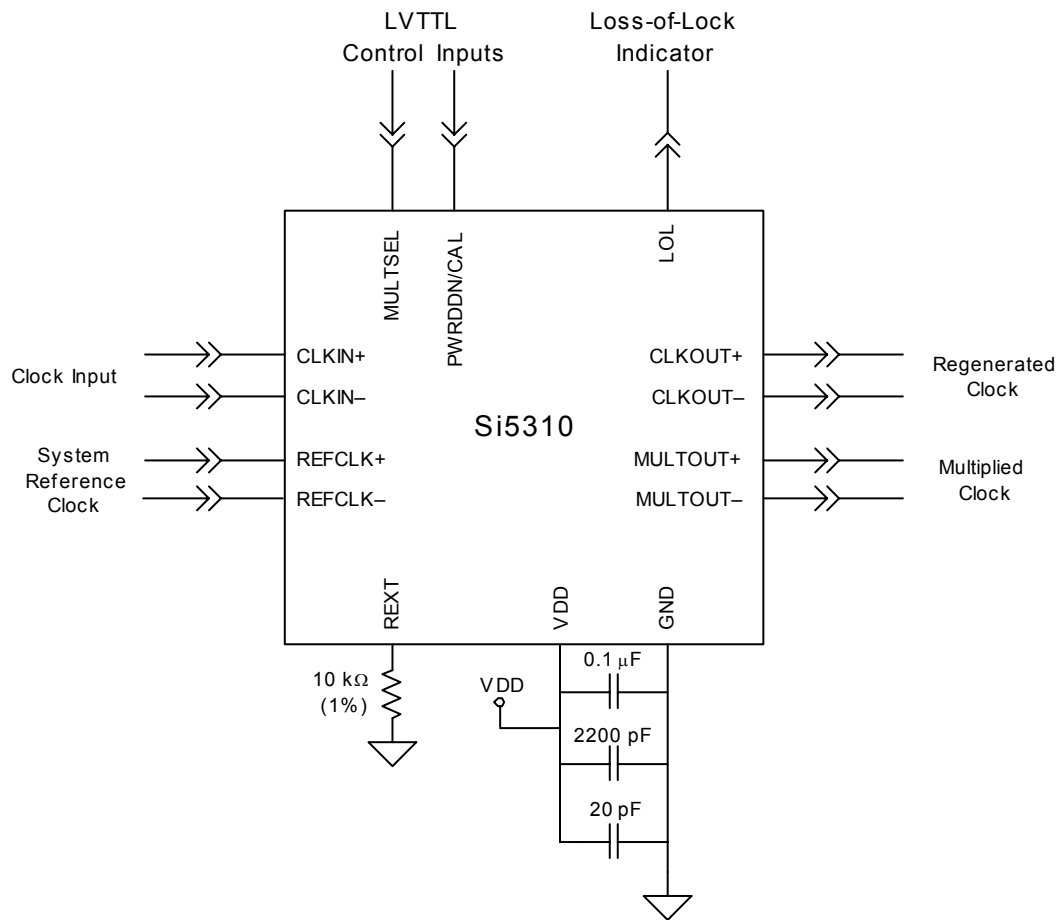 LVTTL
Control Inputs
Loss-of-Lock
Indicator
MULTSEL
PWRDDN/CAL
LOL
Clock Input
CLKIN+
CLKIN–
System
Reference
Clock
REFCLK+
REFCLK–
Si5310
CLKOUT+
CLKOUT–
Regenerated
Clock
MULTOUT+
MULTOUT–
Multiplied
Clock
REXT
VDD
GND
10 kΩ
(1%)
VDD
0.1 μF
2200 pF
20 pF